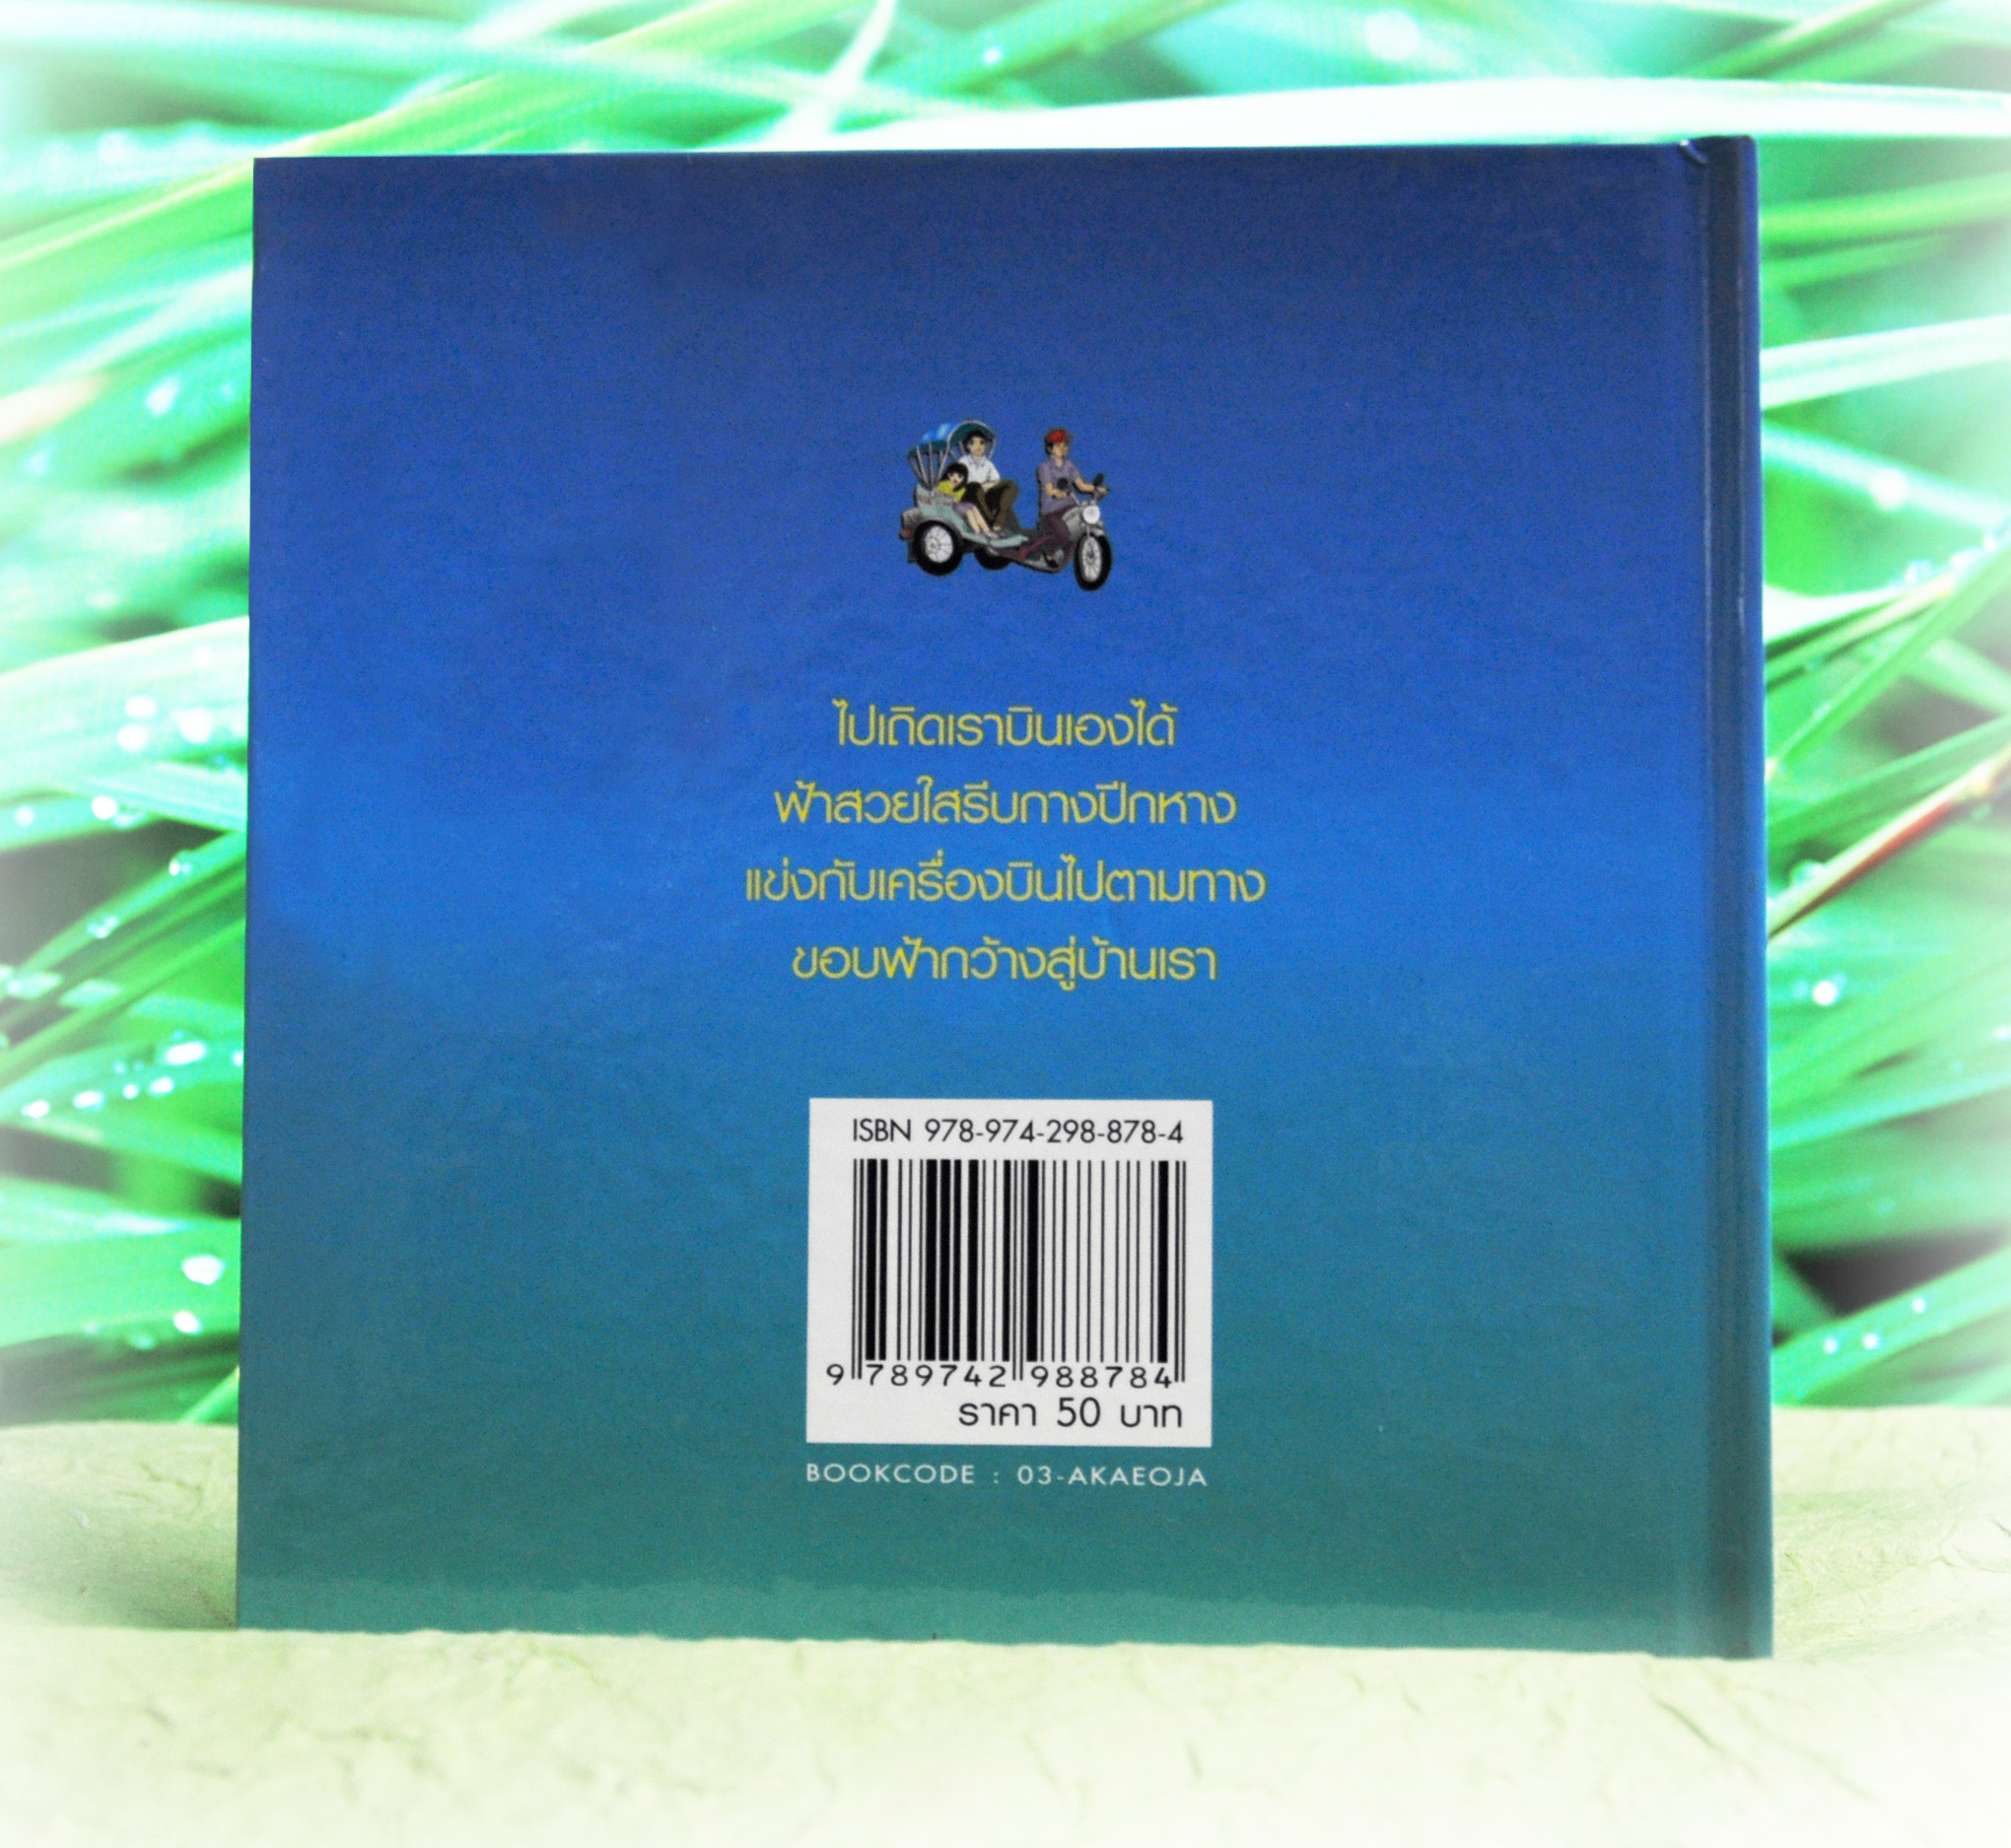 ไปเถิดเราบินเองได้
ฟ้าสวยใสรีบกางปีกหาง
แข่งกับเครื่องบินไปตามทาง
ขอบฟ้ากว้างสู่บ้านเรา
ISBN 978-974-298-878-4
9 789742 988784
ราคา 50 บาท
BOOKCODE : 03-AKAEOJA